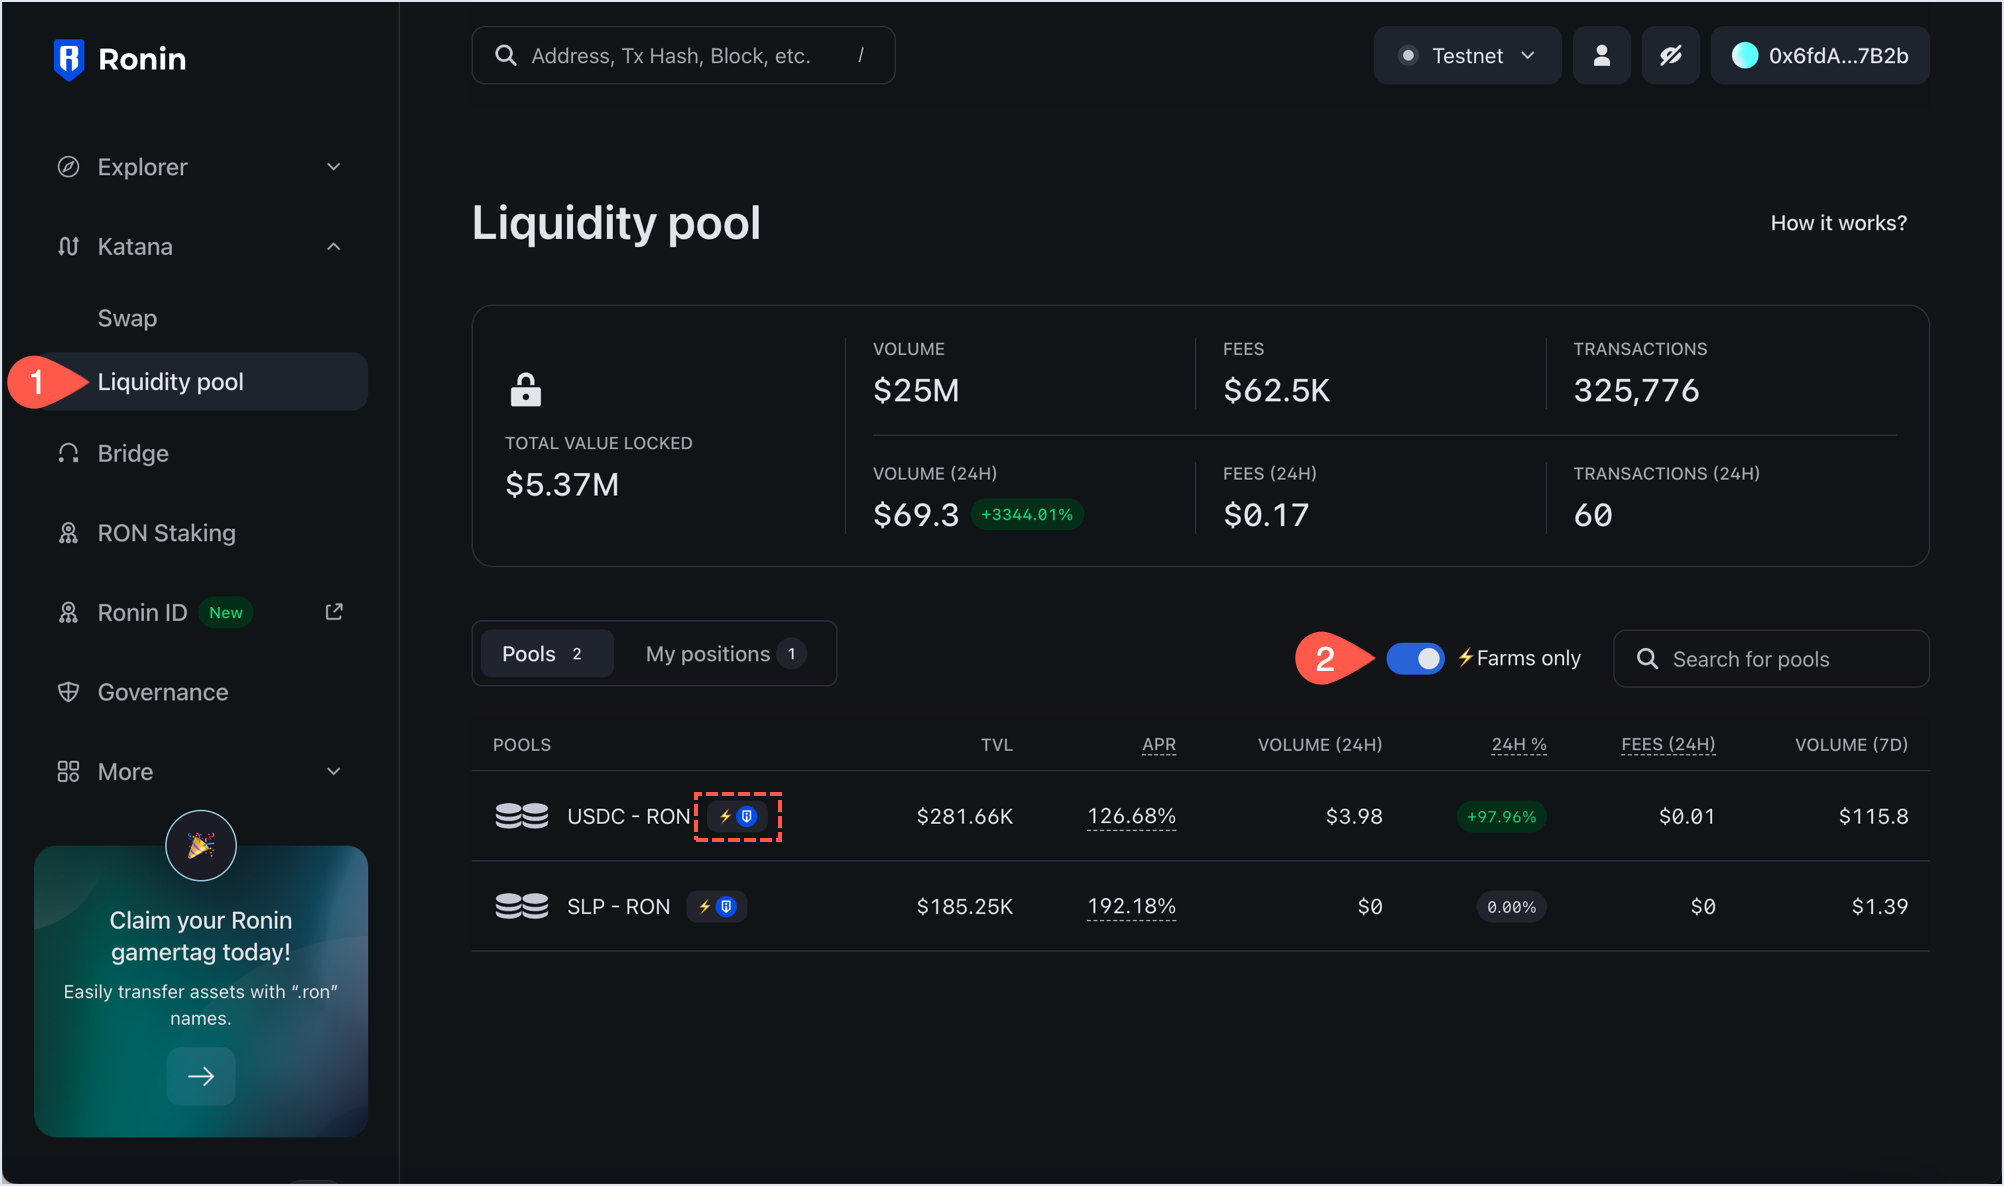 Ronin
Address, Tx Hash, Block, etc. /
Testnet
0x6fdA...7B2b
Explorer
Katana
Swap
1
Liquidity pool
Bridge
RON Staking
Ronin ID New
Governance
More
Claim your Ronin
gamertag today!
Easily transfer assets with “.ron”
names.
Liquidity pool
How it works?
TOTAL VALUE LOCKED
$5.37M
VOLUME
$25M
FEES
$62.5K
TRANSACTIONS
325,776
VOLUME (24H)
$69.3 +3344.01%
FEES (24H)
$0.17
TRANSACTIONS (24H)
60
Pools 2
My positions 1
2
⚡Farms only
Search for pools
POOLS TVL APR VOLUME (24H) 24H % FEES (24H) VOLUME (7D)
USDC - RON $281.66K 126.68% $3.98 +97.96% $0.01 $115.8
SLP - RON $185.25K 192.18% $0 0.00% $0 $1.39